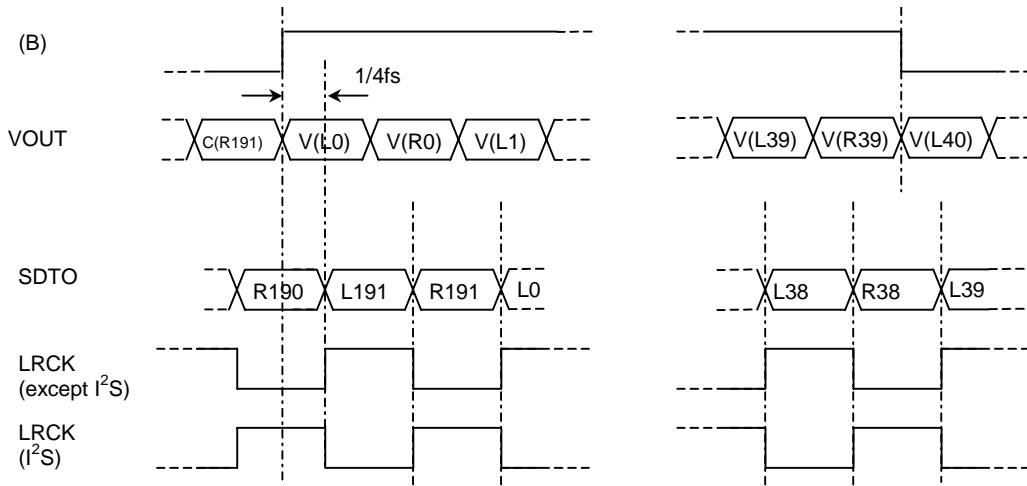 (B)
1/4fs
VOUT C(R191) V(L0) V(R0) V(L1) V(L39) V(R39) V(L40)
SDTO R190 L191 R191 L0 L38 R38 L39
LRCK
(except I²S)
LRCK
(I²S)